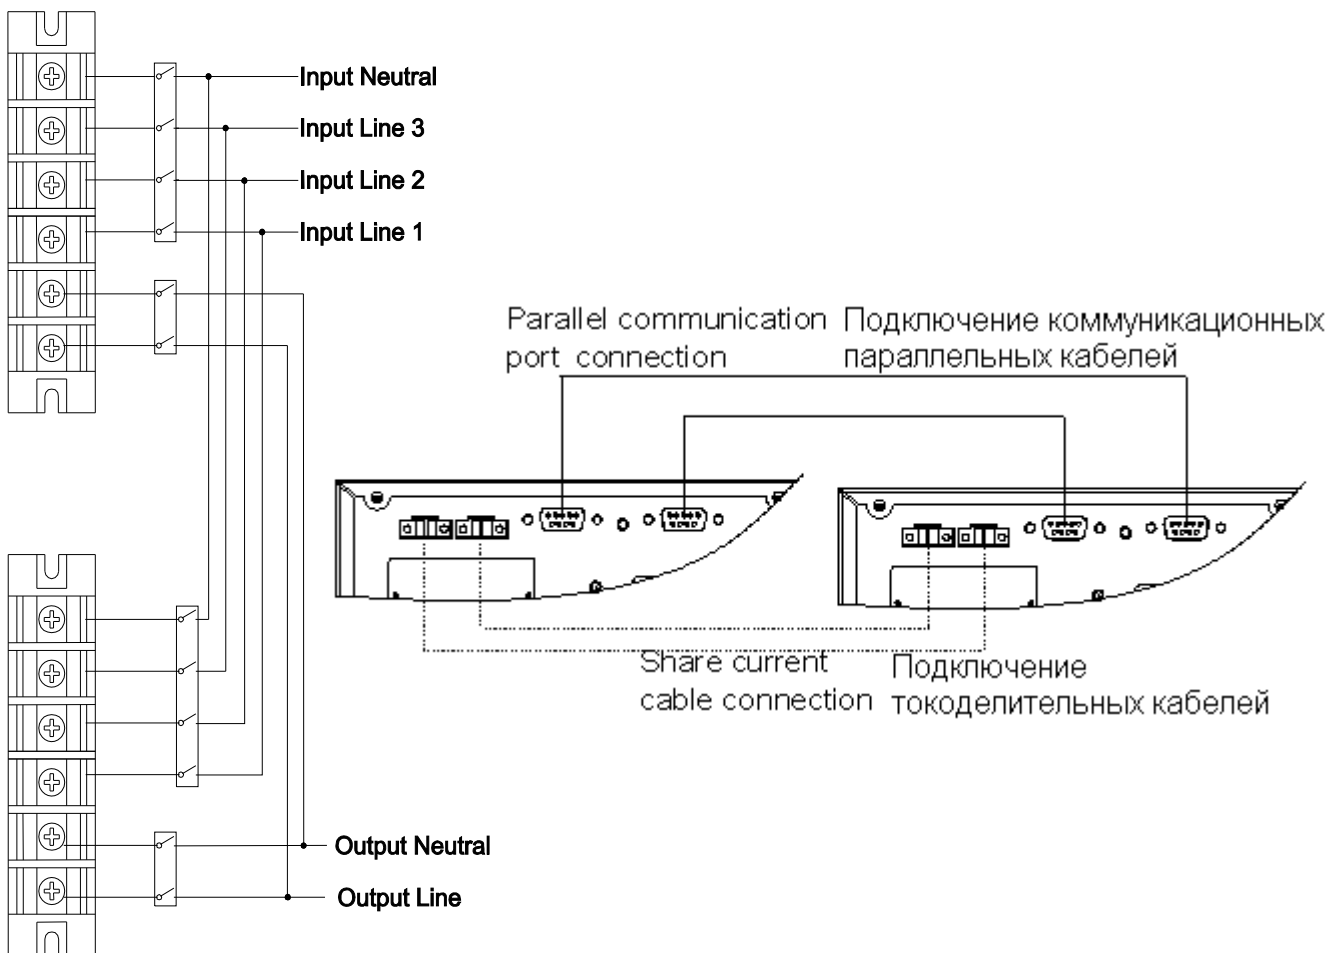 Input Neutral
Input Line 3
Input Line 2
Input Line 1
Parallel communication
port connection
Подключение коммуникационных
параллельных кабелей
Share current
cable connection
Подключение
токоделительных кабелей
Output Neutral
Output Line